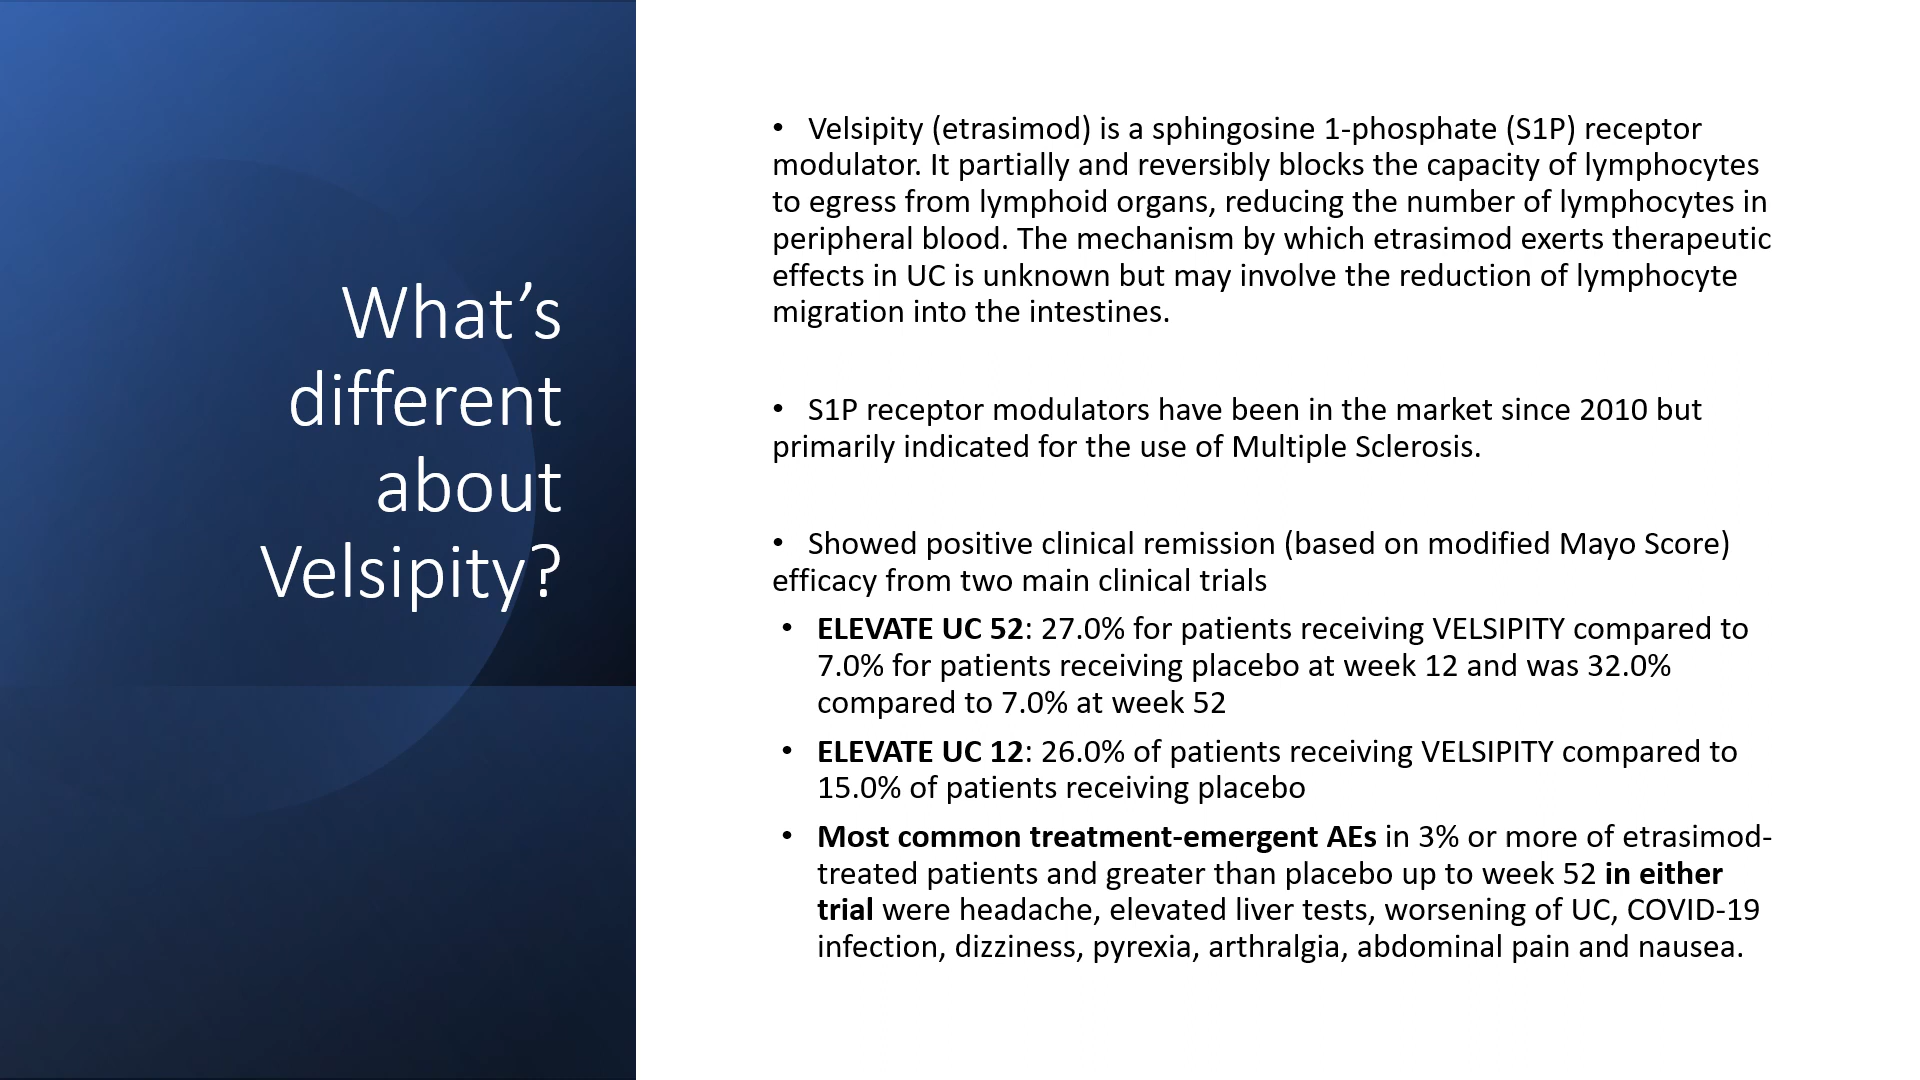 What’s
different
about
Velsipity?
• Velsipity (etrasimod) is a sphingosine 1-phosphate (S1P) receptor
modulator. It partially and reversibly blocks the capacity of lymphocytes
to egress from lymphoid organs, reducing the number of lymphocytes in
peripheral blood. The mechanism by which etrasimod exerts therapeutic
effects in UC is unknown but may involve the reduction of lymphocyte
migration into the intestines.
• S1P receptor modulators have been in the market since 2010 but
primarily indicated for the use of Multiple Sclerosis.
• Showed positive clinical remission (based on modified Mayo Score)
efficacy from two main clinical trials
• ELEVATE UC 52: 27.0% for patients receiving VELSIPITY compared to
7.0% for patients receiving placebo at week 12 and was 32.0%
compared to 7.0% at week 52
• ELEVATE UC 12: 26.0% of patients receiving VELSIPITY compared to
15.0% of patients receiving placebo
• Most common treatment-emergent AEs in 3% or more of etrasimod-
treated patients and greater than placebo up to week 52 in either
trial were headache, elevated liver tests, worsening of UC, COVID-19
infection, dizziness, pyrexia, arthralgia, abdominal pain and nausea.